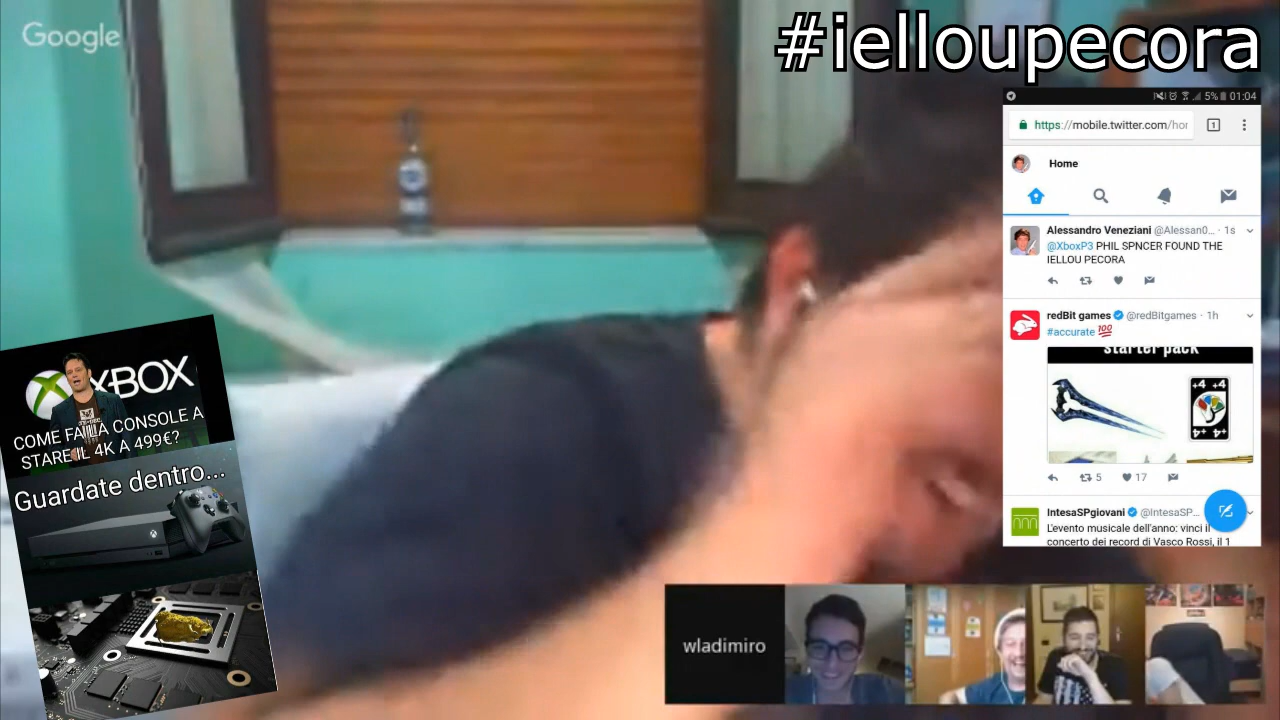 Google
#ielloupecora
5% 01:04
https://mobile.twitter.com/hor
1
Home
Alessandro Veneziani @Alessan0... · 1s
@XboxP3 PHIL SPNCER FOUND THE
IELLOU PECORA
redBit games @redBitgames · 1h
#accurate 💯
starter pack
+4 +4
+4 +4
5 17
IntesaSPgiovani @IntesaSP...
L'evento musicale dell'anno: vinci il
concerto dei record di Vasco Rossi, il 1
XBOX
COME FA LA CONSOLE A
STARE IL 4K A 499€?
Guardate dentro...
wladimiro